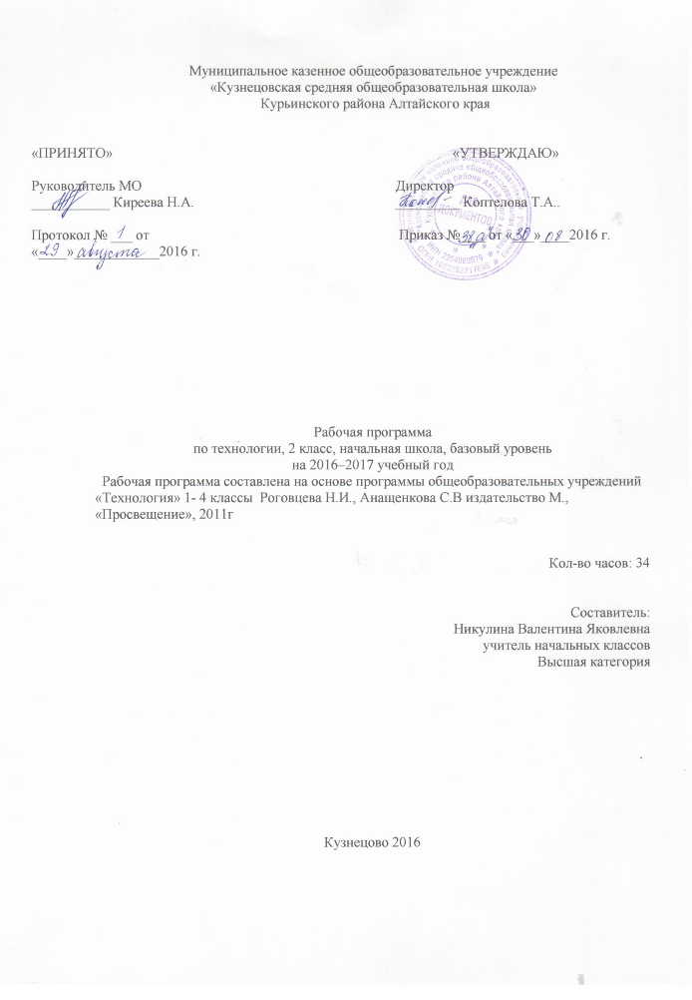 Муниципальное казенное общеобразовательное учреждение
«Кузнецовская средняя общеобразовательная школа»
Курьинского района Алтайского края
«ПРИНЯТО» «УТВЕРЖДАЮ»
Руководитель МО Директор
____________ Киреева Н.А. Коптелова Т.А..
Протокол № 1 от Приказ № от «30» 08 2016 г.
«29» августа 2016 г.
ДЛЯ ДОКУМЕНТОВ
Рабочая программа
по технологии, 2 класс, начальная школа, базовый уровень
на 2016–2017 учебный год
Рабочая программа составлена на основе программы общеобразовательных учреждений
«Технология» 1- 4 классы Роговцева Н.И., Анащенкова С.В издательство М.,
«Просвещение», 2011г
Кол-во часов: 34
Составитель:
Никулина Валентина Яковлевна
учитель начальных классов
Высшая категория
Кузнецово 2016